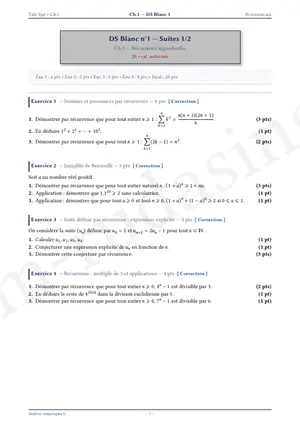 Tale Spé • Ch.1
Ch.1 — DS Blanc 1
DS Blanc n°1 — Suites 1/2
Ch.1 – Récurrence approfondie
2h • cal. autorisée
Exo 1 : 6 pts • Exo 2 : 5 pts • Exo 3 : 5 pts • Exo 4 : 4 pts • Total : 20 pts
Exercice 1 – Sommes et puissances par récurrence – 6 pts [ Correction ]
1. Démontrer par récurrence que pour tout entier n ⩾ 1 : ∑ₖ₌₁ⁿ k² = n(n + 1)(2n + 1)/6. (3 pts)
2. En déduire 1² + 2² + ⋯ + 10². (1 pt)
3. Démontrer par récurrence que pour tout n ⩾ 1 : ∑ₖ₌₁ⁿ (2k − 1) = n². (2 pts)
Exercice 2 – Inégalité de Bernoulli – 5 pts [ Correction ]
Soit a un nombre réel positif.
1. Démontrer par récurrence que pour tout entier naturel n : (1 + a)ⁿ ⩾ 1 + na. (3 pts)
2. Application : démontrer que 1,1¹⁰ ⩾ 2 sans calculatrice. (1 pt)
3. Application : démontrer que pour tout a ⩾ 0 et tout n ⩾ 0, (1 + a)ⁿ + (1 − a)ⁿ ⩾ 2 si 0 ⩽ a ⩽ 1. (1 pt)
Exercice 3 – Suite définie par récurrence : expression explicite – 5 pts [ Correction ]
On considère la suite (uₙ) définie par u₀ = 2 et uₙ₊₁ = 2uₙ − 1 pour tout n ∈ ℕ.
1. Calculer u₁, u₂, u₃, u₄. (1 pt)
2. Conjecturer une expression explicite de uₙ en fonction de n. (1 pt)
3. Démontrer cette conjecture par récurrence. (3 pts)
Exercice 4 – Récurrence : multiple de 3 et applications – 4 pts [ Correction ]
1. Démontrer par récurrence que pour tout entier n ⩾ 0, 4ⁿ − 1 est divisible par 3. (2 pts)
2. En déduire le reste de 4²⁰²⁴ dans la division euclidienne par 3. (1 pt)
3. Démontrer par récurrence que pour tout n ⩾ 0, 7ⁿ − 1 est divisible par 6. (1 pt)
– 1 –